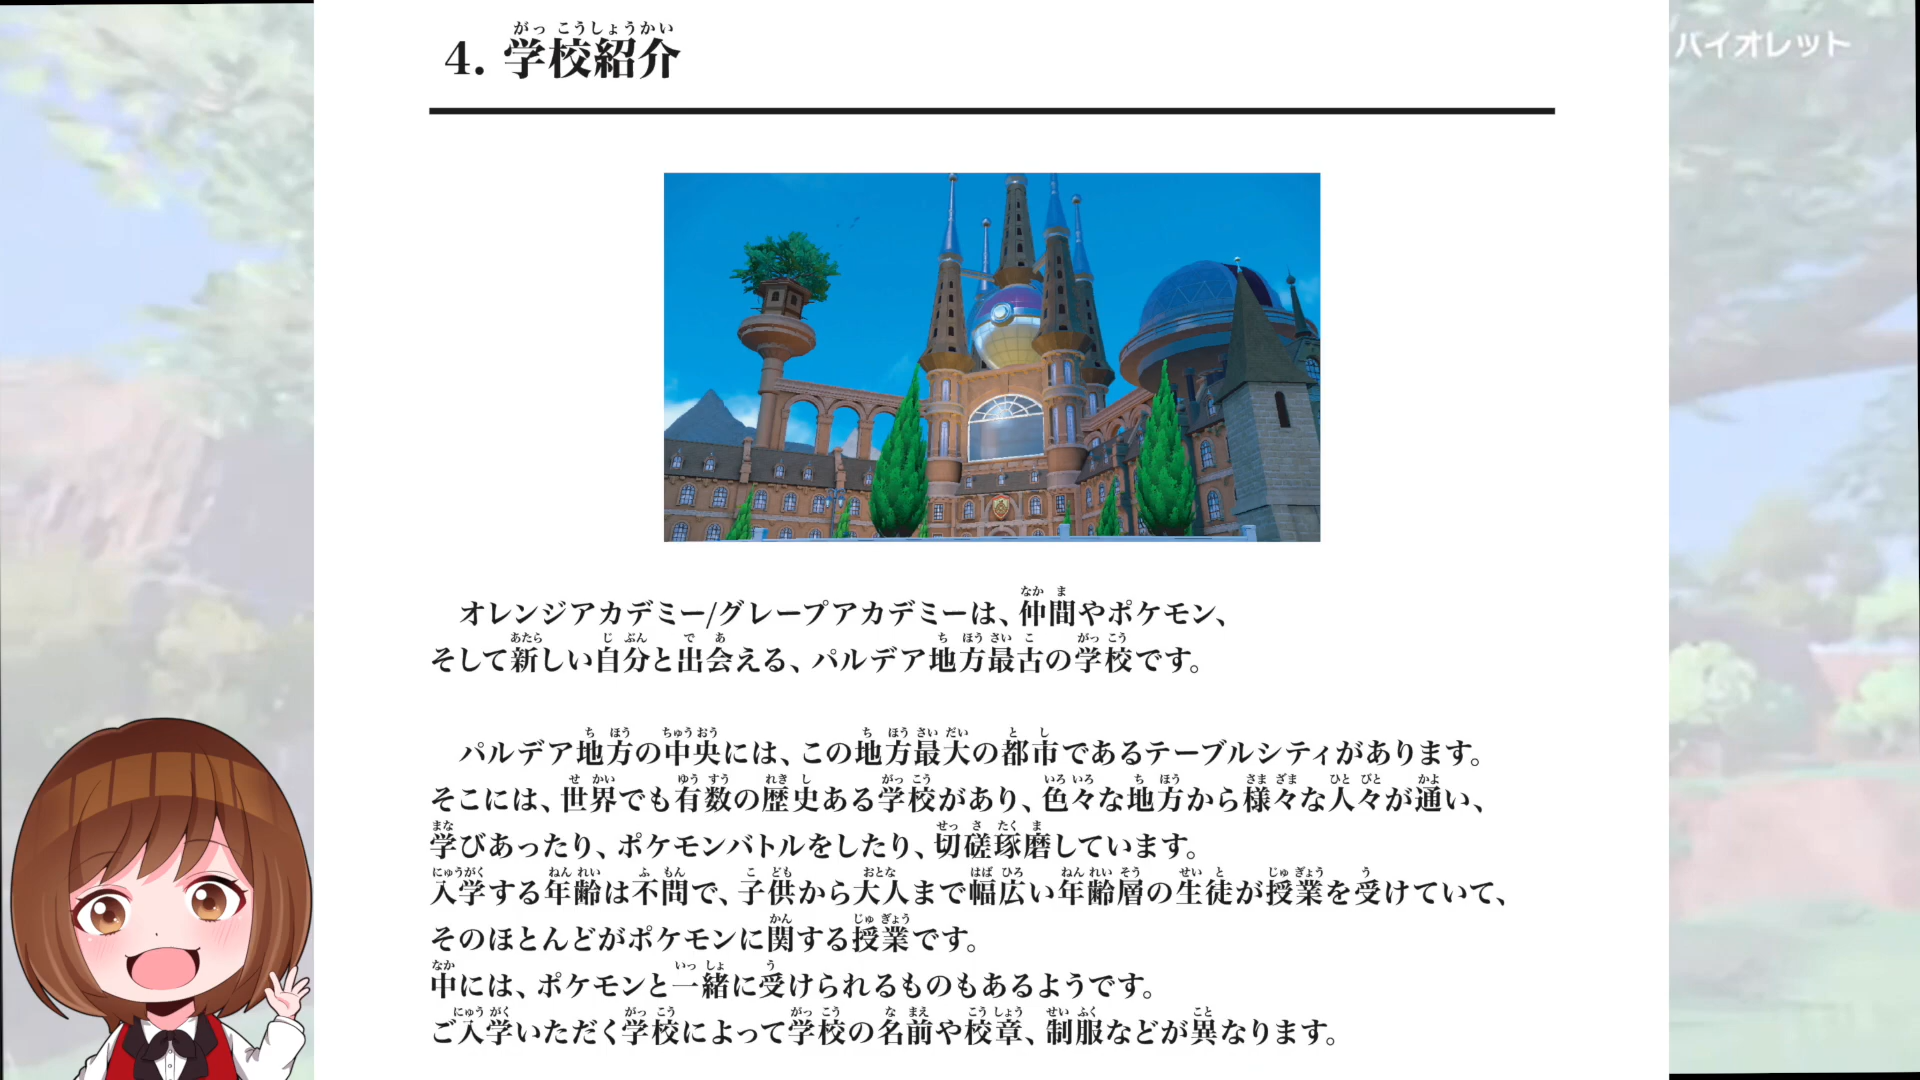 バイオレット
4. 学校紹介
オレンジアカデミー/グレープアカデミーは、仲間やポケモン、
そして新しい自分と出会える、パルデア地方最古の学校です。
パルデア地方の中央には、この地方最大の都市であるテーブルシティがあります。
そこには、世界でも有数の歴史ある学校があり、色々な地方から様々な人々が通い、
学びあったり、ポケモンバトルをしたり、切磋琢磨しています。
入学する年齢は不問で、子供から大人まで幅広い年齢層の生徒が授業を受けていて、
そのほとんどがポケモンに関する授業です。
中には、ポケモンと一緒に受けられるものもあるようです。
ご入学いただく学校によって学校の名前や校章、制服などが異なります。